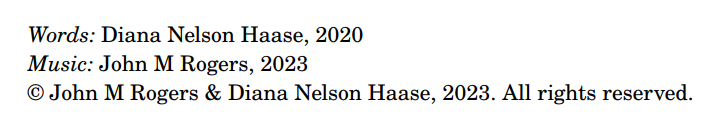 Words: Diana Nelson Haase, 2020
Music: John M Rogers, 2023
© John M Rogers & Diana Nelson Haase, 2023. All rights reserved.